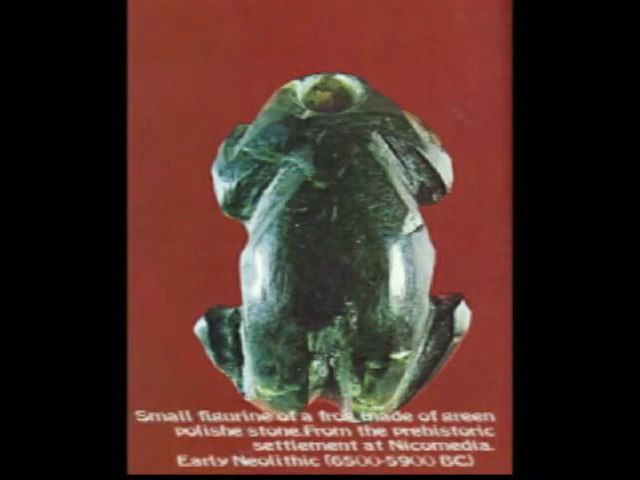 Small figurine of a frog made of green
polishe stone.From the prehistoric
settlement at Nicomedia.
Early Neolithic (6500-5900 BC)